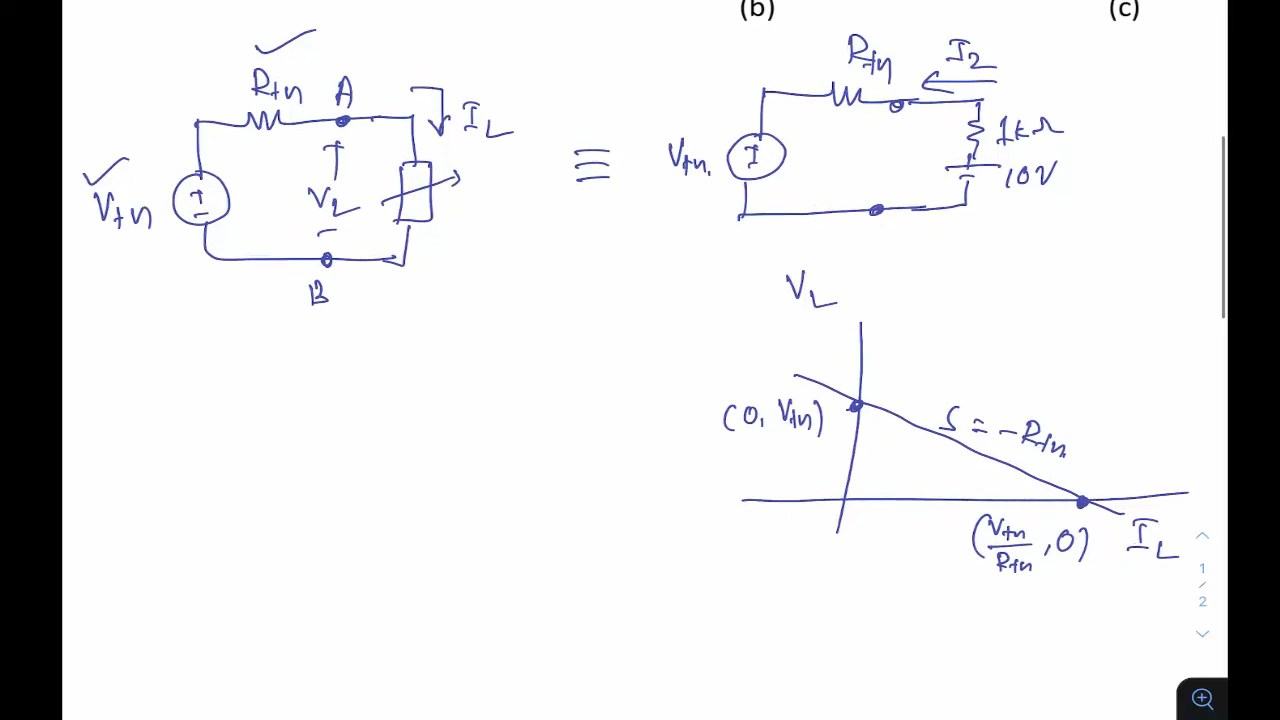 (b)
(c)
Rth
A
IL
Vth
VL
B
≡
Rth
I2
1kΩ
10V
Vth.
VL
(0, Vth)
S = -Rth
(Vth/Rth, 0)
IL
1
/
2